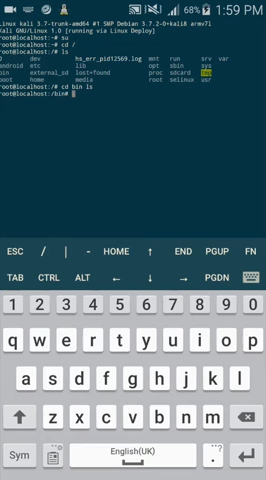 68% 1:59 PM
Kali linux 3.7-trunk-amd64 #1 SMP Debian 3.7.2-0+kali8 armv7l
Kali GNU/Linux 1.0 [running via Linux Deploy]
root@localhost:~# su
root@localhost:~# cd /
root@localhost:/# ls
dev hs_err_pid12569.log mnt run srv var
android etc lib opt sbin sys
bin external_sd lost+found proc sdcard tmp
boot home media root selinux usr
root@localhost:/# cd bin ls
root@localhost:/bin#
ESC / | - HOME ↑ END PGUP FN
TAB CTRL ALT ← ↓ → PGDN
1 2 3 4 5 6 7 8 9 0
q w e r t y u i o p
a s d f g h j k l
z x c v b n m
Sym English(UK) .